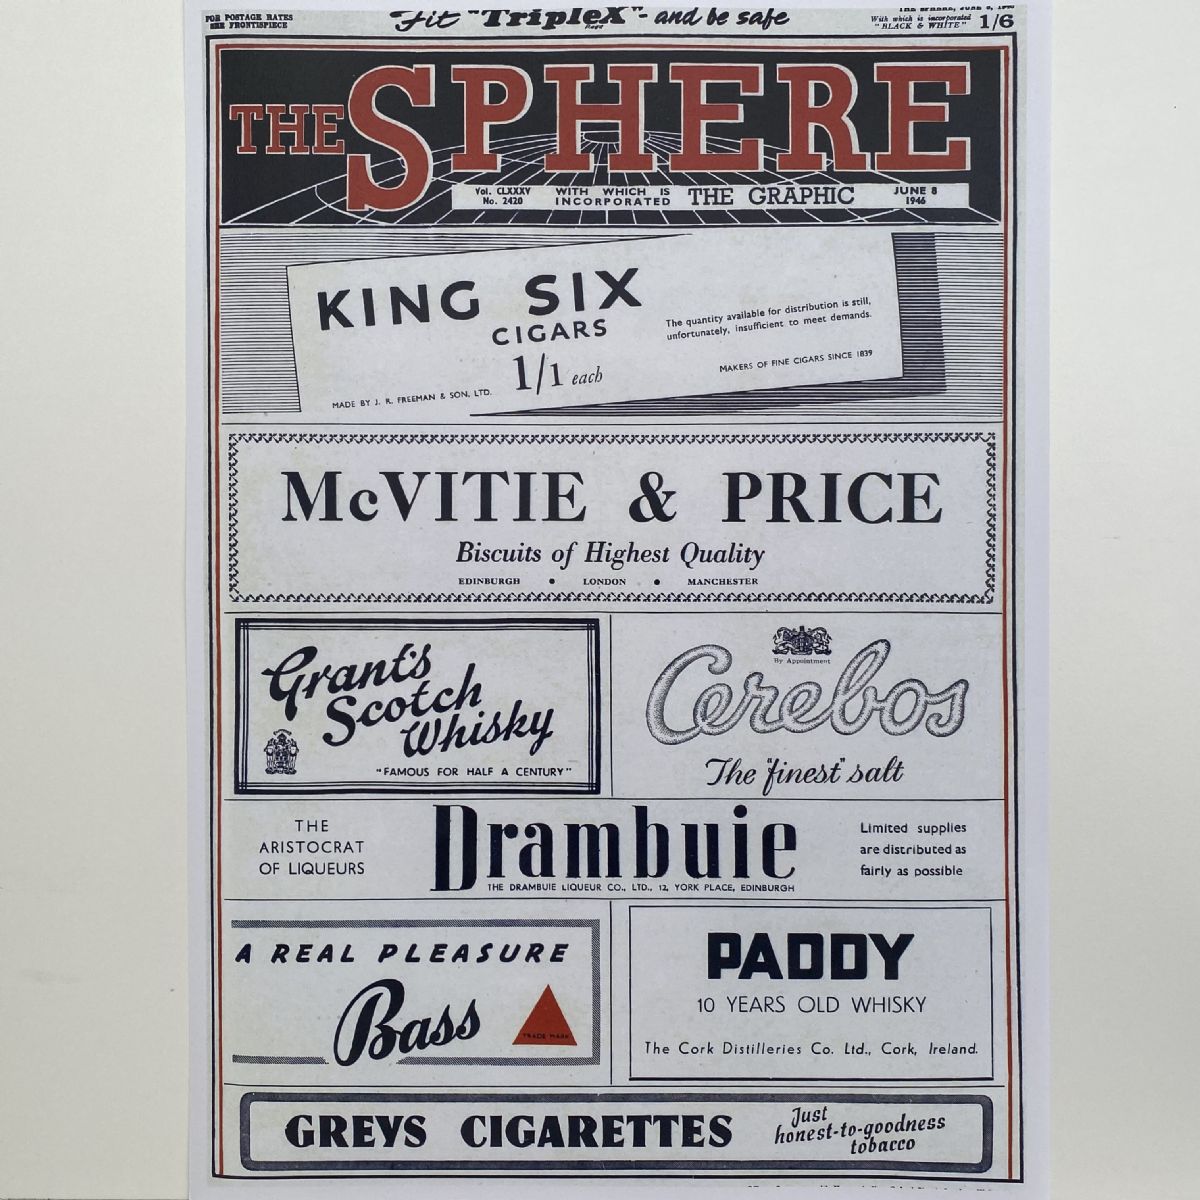 FOR POSTAGE RATES
SEE FRONTISPIECE
Fit "TripleX" - and be safe
THE SPHERE, JUNE 8, 1946
With which is incorporated
"BLACK & WHITE" 1/6
THE SPHERE
Vol. CLXXXV
No. 2420
WITH WHICH IS
INCORPORATED
THE GRAPHIC
JUNE 8
1946
KING SIX
CIGARS
1/1 each
The quantity available for distribution is still,
unfortunately, insufficient to meet demands.
MAKERS OF FINE CIGARS SINCE 1839
MADE BY J. R. FREEMAN & SON, LTD.
McVITIE & PRICE
Biscuits of Highest Quality
EDINBURGH • LONDON • MANCHESTER
Grant's
Scotch
Whisky
"FAMOUS FOR HALF A CENTURY"
By Appointment
Cerebos
The "finest" salt
THE
ARISTOCRAT
OF LIQUEURS
Drambuie
THE DRAMBUIE LIQUEUR CO., LTD., 12, YORK PLACE, EDINBURGH
Limited supplies
are distributed as
fairly as possible
A REAL PLEASURE
Bass
TRADE MARK
PADDY
10 YEARS OLD WHISKY
The Cork Distilleries Co. Ltd., Cork, Ireland.
GREYS CIGARETTES
Just
honest-to-goodness
tobacco